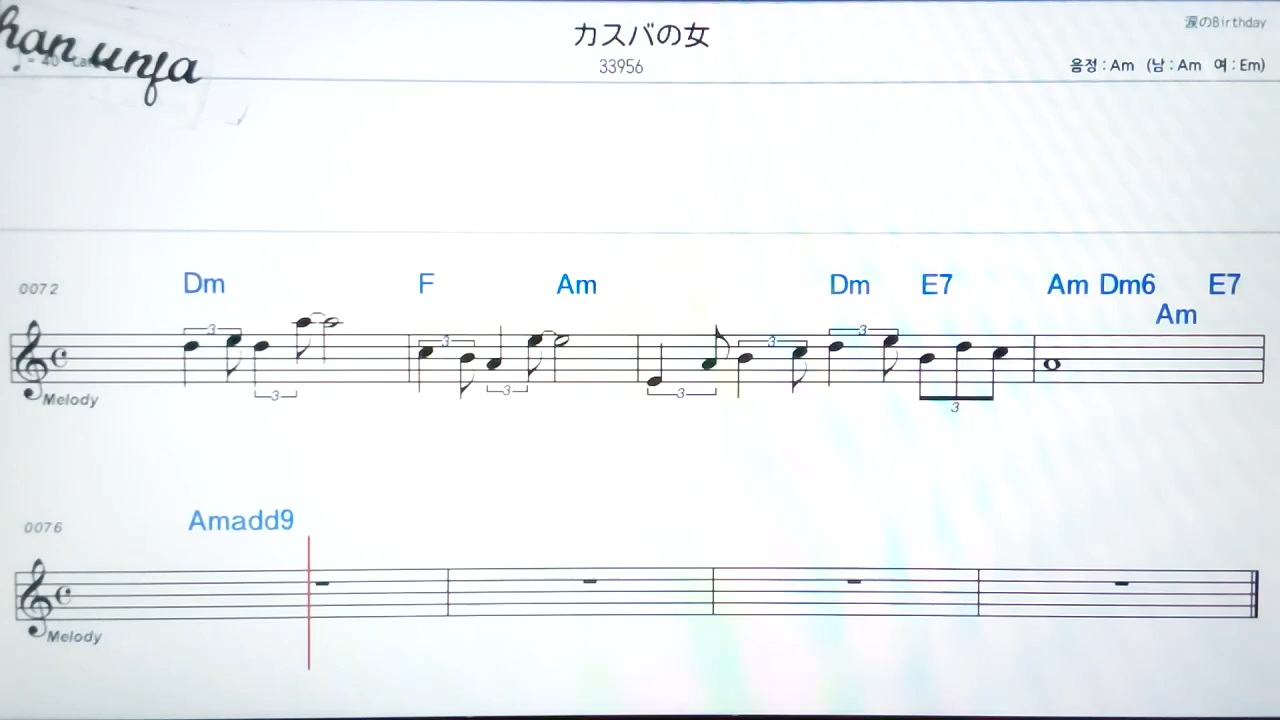 han unja
カスバの女
涙のBirthday
33956
음정 : Am (남 : Am 여 : Em)
0072 Dm F Am Dm E7 Am Dm6 E7
Am
3 3 3 3 3 3 3 3
Melody
0076 Amadd9
Melody